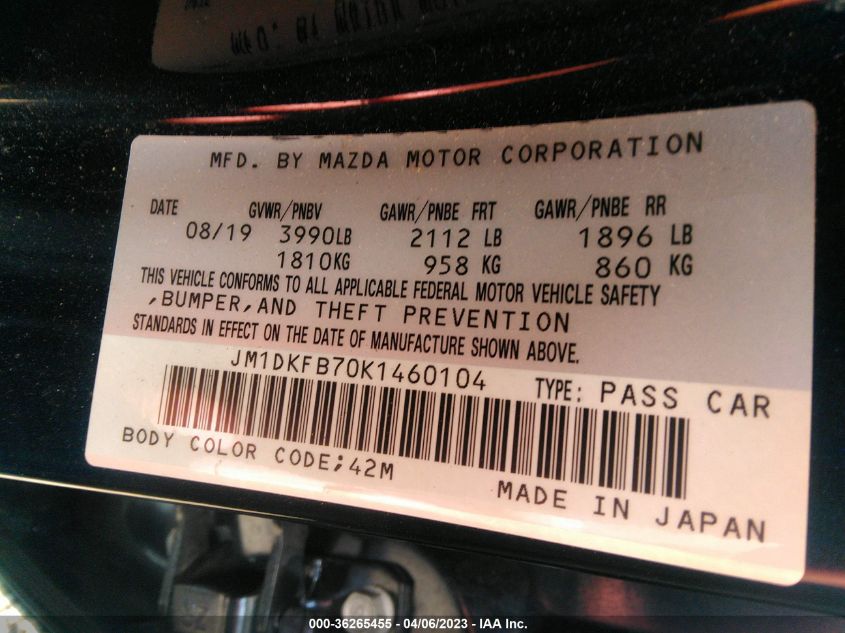 MFD. BY MAZDA MOTOR CORPORATION
DATE GVWR/PNBV GAWR/PNBE FRT GAWR/PNBE RR
08/19 3990LB 2112 LB 1896 LB
1810KG 958 KG 860 KG
THIS VEHICLE CONFORMS TO ALL APPLICABLE FEDERAL MOTOR VEHICLE SAFETY
,BUMPER,AND THEFT PREVENTION
STANDARDS IN EFFECT ON THE DATE OF MANUFACTURE SHOWN ABOVE.
JM1DKFB70K1460104 TYPE: PASS CAR
BODY COLOR CODE;42M
MADE IN JAPAN
000-36265455 - 04/06/2023 - IAA Inc.